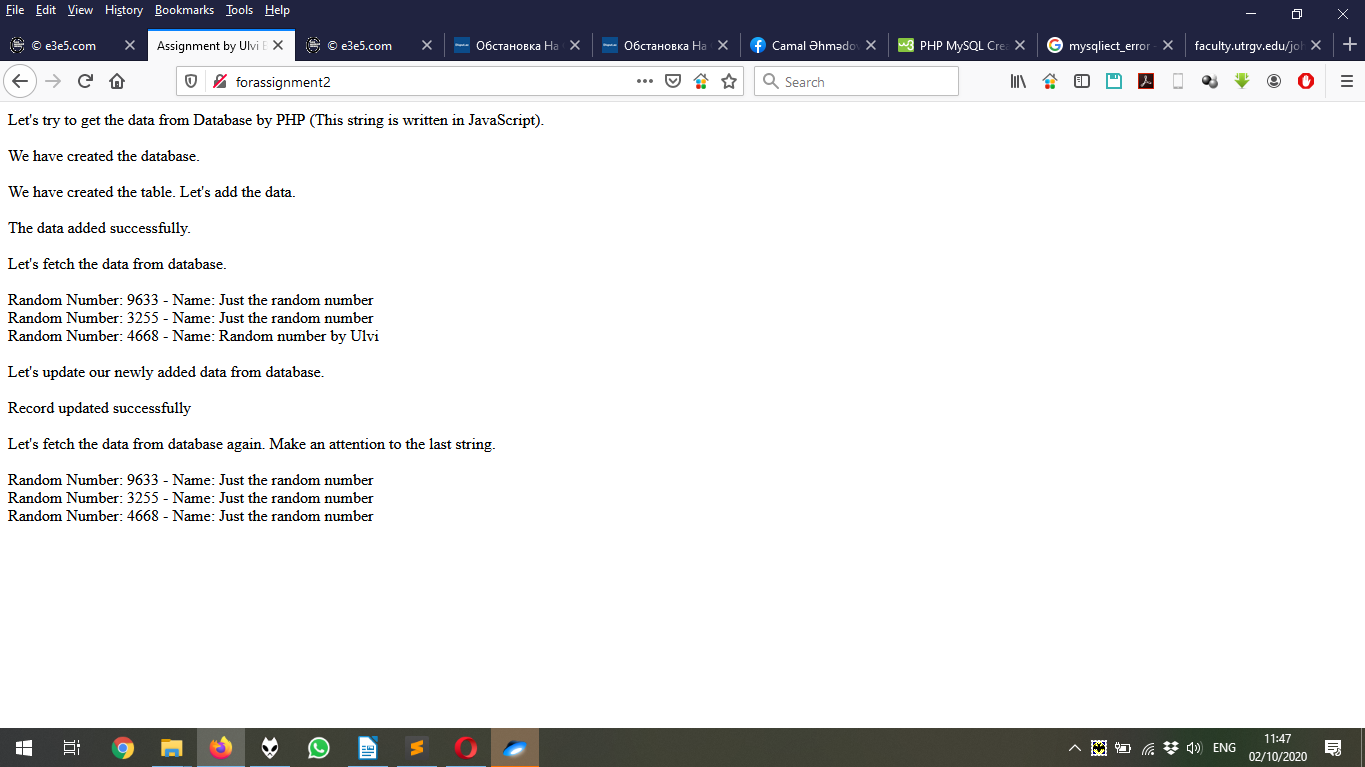 File Edit View History Bookmarks Tools Help
© e3e5.com
Assignment by Ulvi
© e3e5.com
Обстановка На
Обстановка На
Camal Əhmədov
PHP MySQL Crea
mysqliect_error -
faculty.utrgv.edu/joh
forassignment2
Search
Let's try to get the data from Database by PHP (This string is written in JavaScript).
We have created the database.
We have created the table. Let's add the data.
The data added successfully.
Let's fetch the data from database.
Random Number: 9633 - Name: Just the random number
Random Number: 3255 - Name: Just the random number
Random Number: 4668 - Name: Random number by Ulvi
Let's update our newly added data from database.
Record updated successfully
Let's fetch the data from database again. Make an attention to the last string.
Random Number: 9633 - Name: Just the random number
Random Number: 3255 - Name: Just the random number
Random Number: 4668 - Name: Just the random number
ENG
11:47
02/10/2020